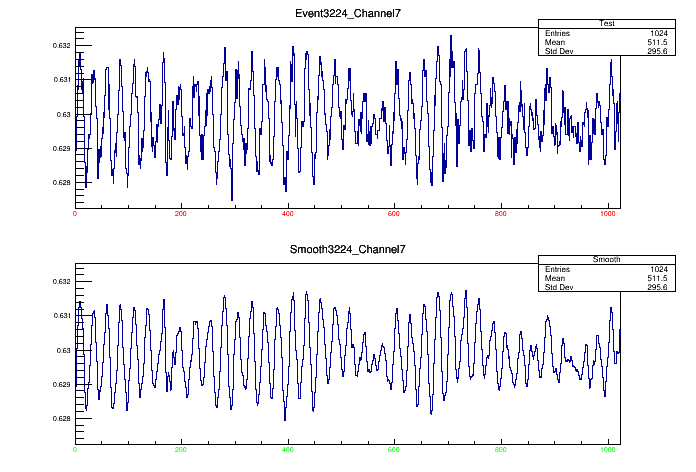 Event3224_Channel7
Test
Entries 1024
Mean 511.5
Std Dev 295.6
0.632
0.631
0.63
0.629
0.628
0 200 400 600 800 1000
Smooth3224_Channel7
Smooth
Entries 1024
Mean 511.5
Std Dev 295.6
0.632
0.631
0.63
0.629
0.628
0 200 400 600 800 1000